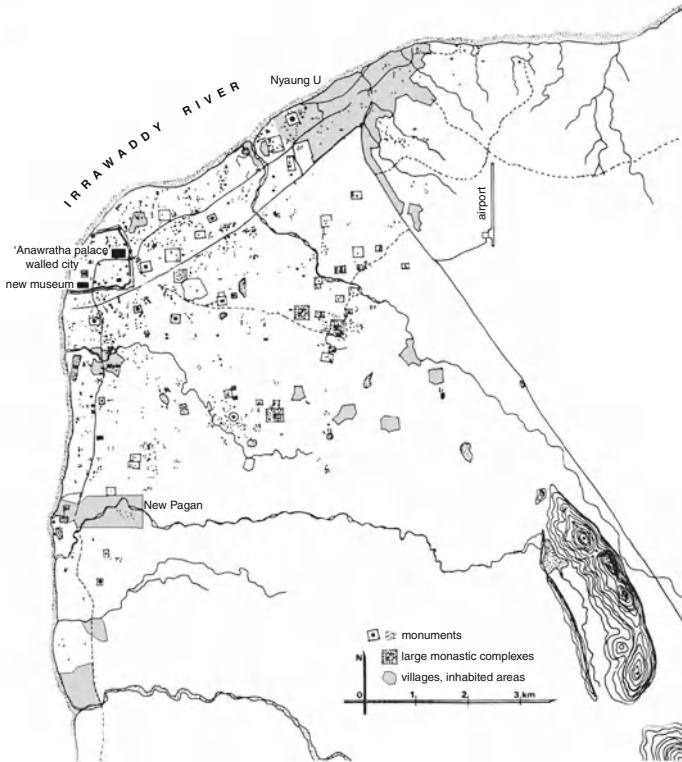 Nyaung U
IRRAWADDY RIVER
airport
'Anawratha palace'
walled city
new museum
New Pagan
monuments
large monastic complexes
villages, inhabited areas
N
0 1. 2. 3, km